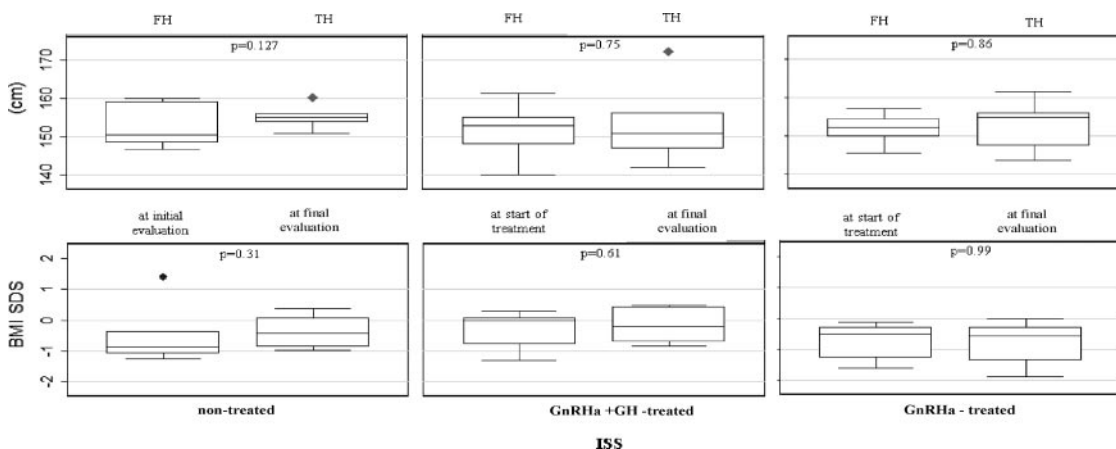 FH TH FH TH FH TH
p=0.127 p=0.75 p=0.86
(cm)
170
160
150
140
at initial evaluation at final evaluation at start of treatment at final evaluation at start of treatment at final evaluation
p=0.31 p=0.61 p=0.99
BMI SDS
2
1
0
-1
-2
non-treated GnRHa +GH -treated GnRHa - treated
ISS